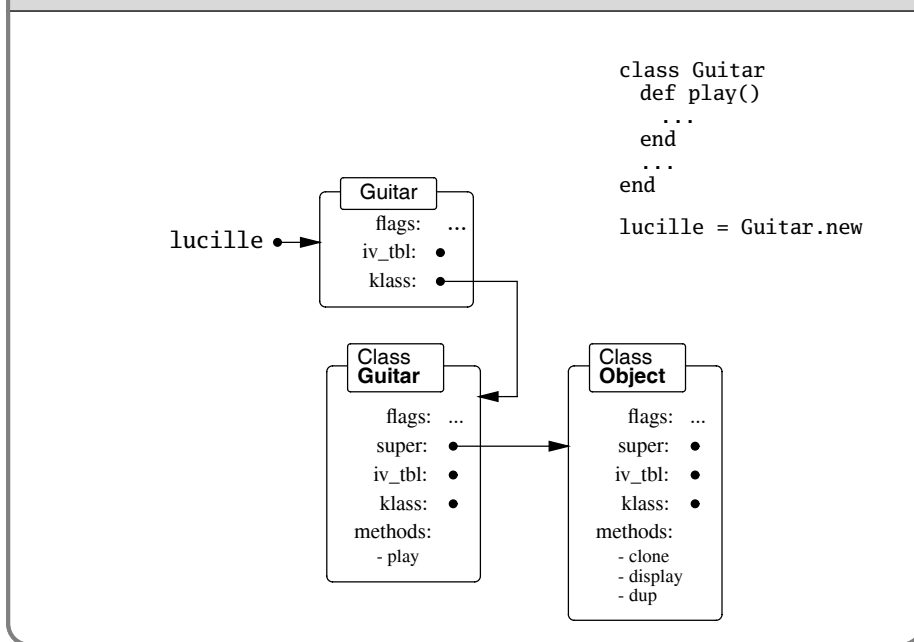 class Guitar
def play()
...
end
...
end
lucille = Guitar.new
Guitar
flags: ...
lucille
iv_tbl:
klass:
Class
Guitar
flags: ...
super:
iv_tbl:
klass:
methods:
- play
Class
Object
flags: ...
super:
iv_tbl:
klass:
methods:
- clone
- display
- dup